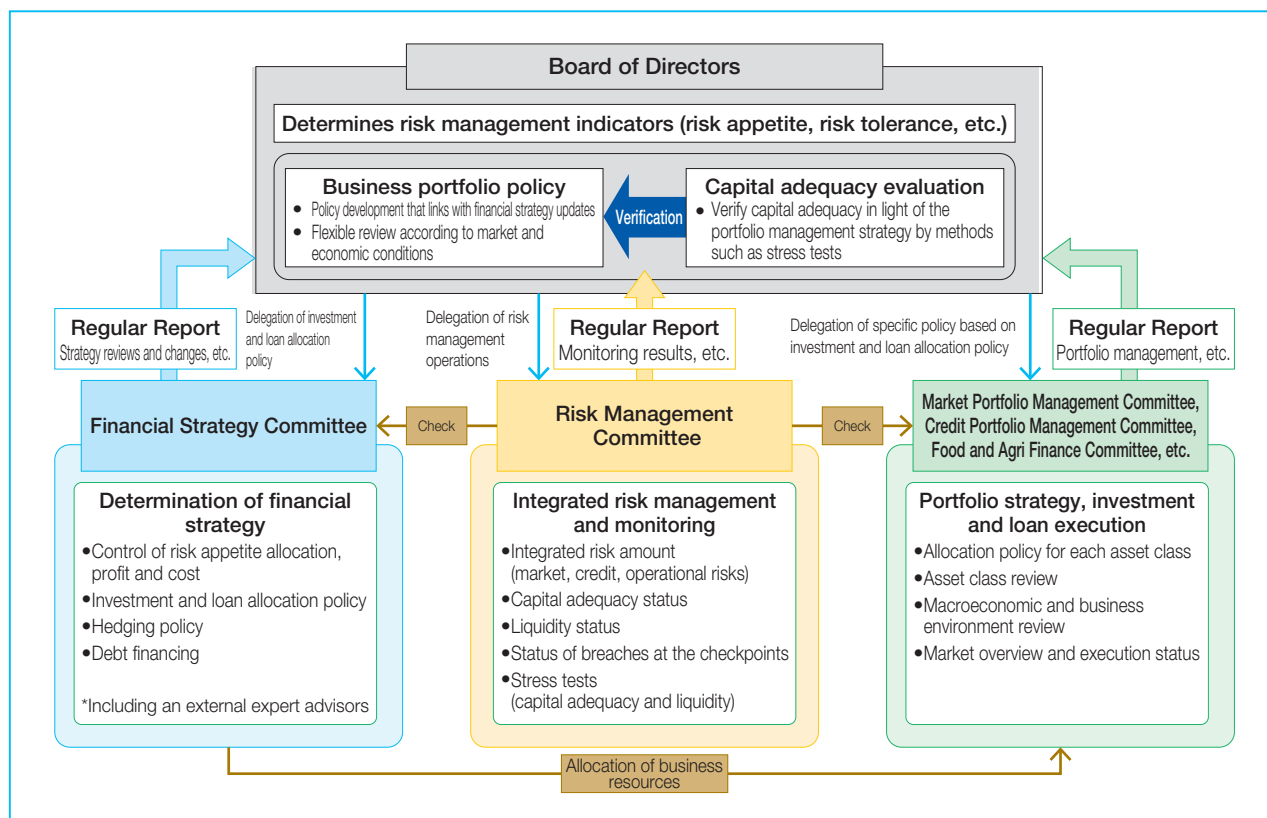 Board of Directors
Determines risk management indicators (risk appetite, risk tolerance, etc.)
Business portfolio policy
● Policy development that links with financial strategy updates
● Flexible review according to market and
economic conditions
Verification
Capital adequacy evaluation
● Verify capital adequacy in light of the
portfolio management strategy by methods
such as stress tests
Regular Report
Strategy reviews and changes, etc.
Delegation of investment
and loan allocation
policy
Delegation of risk
management
operations
Regular Report
Monitoring results, etc.
Delegation of specific policy based on
investment and loan allocation policy
Regular Report
Portfolio management, etc.
Financial Strategy Committee
Check
Risk Management
Committee
Check
Market Portfolio Management Committee,
Credit Portfolio Management Committee,
Food and Agri Finance Committee, etc.
Determination of financial
strategy
●Control of risk appetite allocation,
profit and cost
●Investment and loan allocation policy
●Hedging policy
●Debt financing
*Including an external expert advisors
Integrated risk management
and monitoring
●Integrated risk amount
(market, credit, operational risks)
●Capital adequacy status
●Liquidity status
●Status of breaches at the checkpoints
●Stress tests
(capital adequacy and liquidity)
Portfolio strategy, investment
and loan execution
●Allocation policy for each asset class
●Asset class review
●Macroeconomic and business
environment review
●Market overview and execution status
Allocation of business
resources